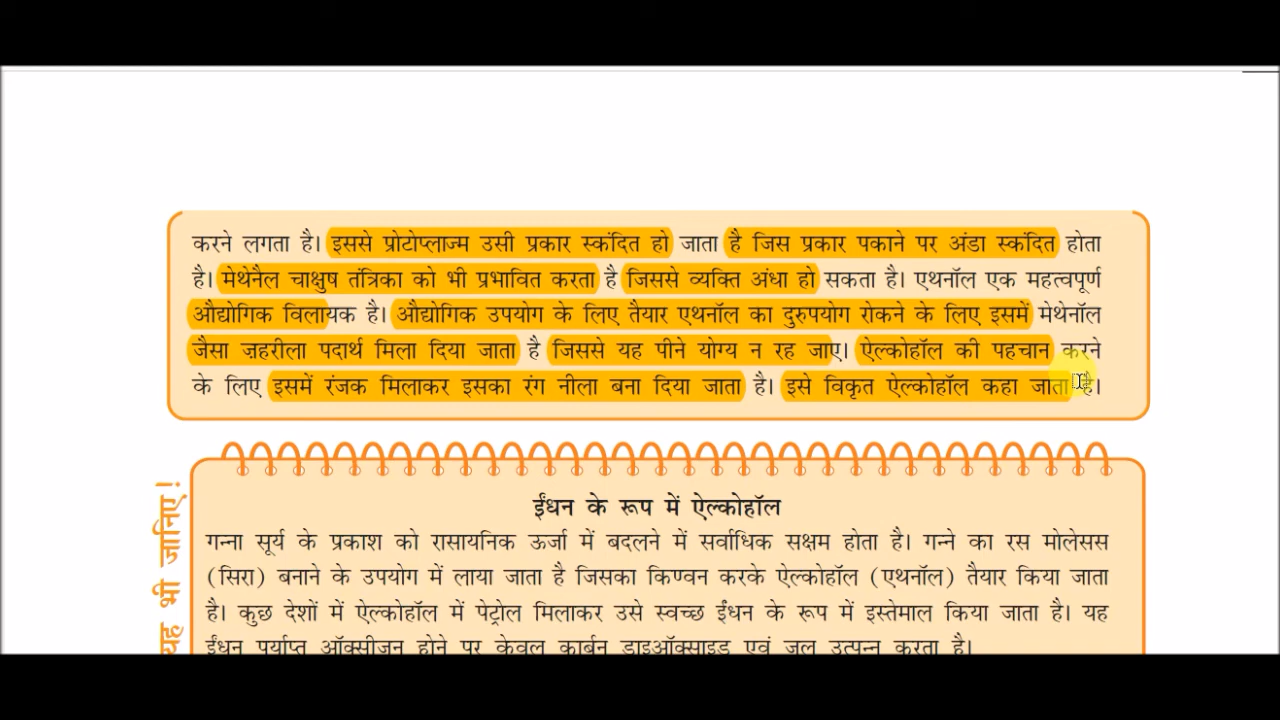 करने लगता है। इससे प्रोटोप्लाज्म उसी प्रकार स्कंदित हो जाता है जिस प्रकार पकाने पर अंडा स्कंदित होता
है। मेथेनैल चाक्षुष तंत्रिका को भी प्रभावित करता है जिससे व्यक्ति अंधा हो सकता है। एथनॉल एक महत्वपूर्ण
औद्योगिक विलायक है। औद्योगिक उपयोग के लिए तैयार एथनॉल का दुरुपयोग रोकने के लिए इसमें मेथेनॉल
जैसा ज़हरीला पदार्थ मिला दिया जाता है जिससे यह पीने योग्य न रह जाए। ऐल्कोहॉल की पहचान करने
के लिए इसमें रंजक मिलाकर इसका रंग नीला बना दिया जाता है। इसे विकृत ऐल्कोहॉल कहा जाता है।
यह भी जानिए!
ईंधन के रूप में ऐल्कोहॉल
गन्ना सूर्य के प्रकाश को रासायनिक ऊर्जा में बदलने में सर्वाधिक सक्षम होता है। गन्ने का रस मोलेसस
(सिरा) बनाने के उपयोग में लाया जाता है जिसका किण्वन करके ऐल्कोहॉल (एथनॉल) तैयार किया जाता
है। कुछ देशों में ऐल्कोहॉल में पेट्रोल मिलाकर उसे स्वच्छ ईंधन के रूप में इस्तेमाल किया जाता है। यह
ईंधन पर्याप्त ऑक्सीजन होने पर केवल कार्बन डाइऑक्साइड एवं जल उत्पन्न करता है।